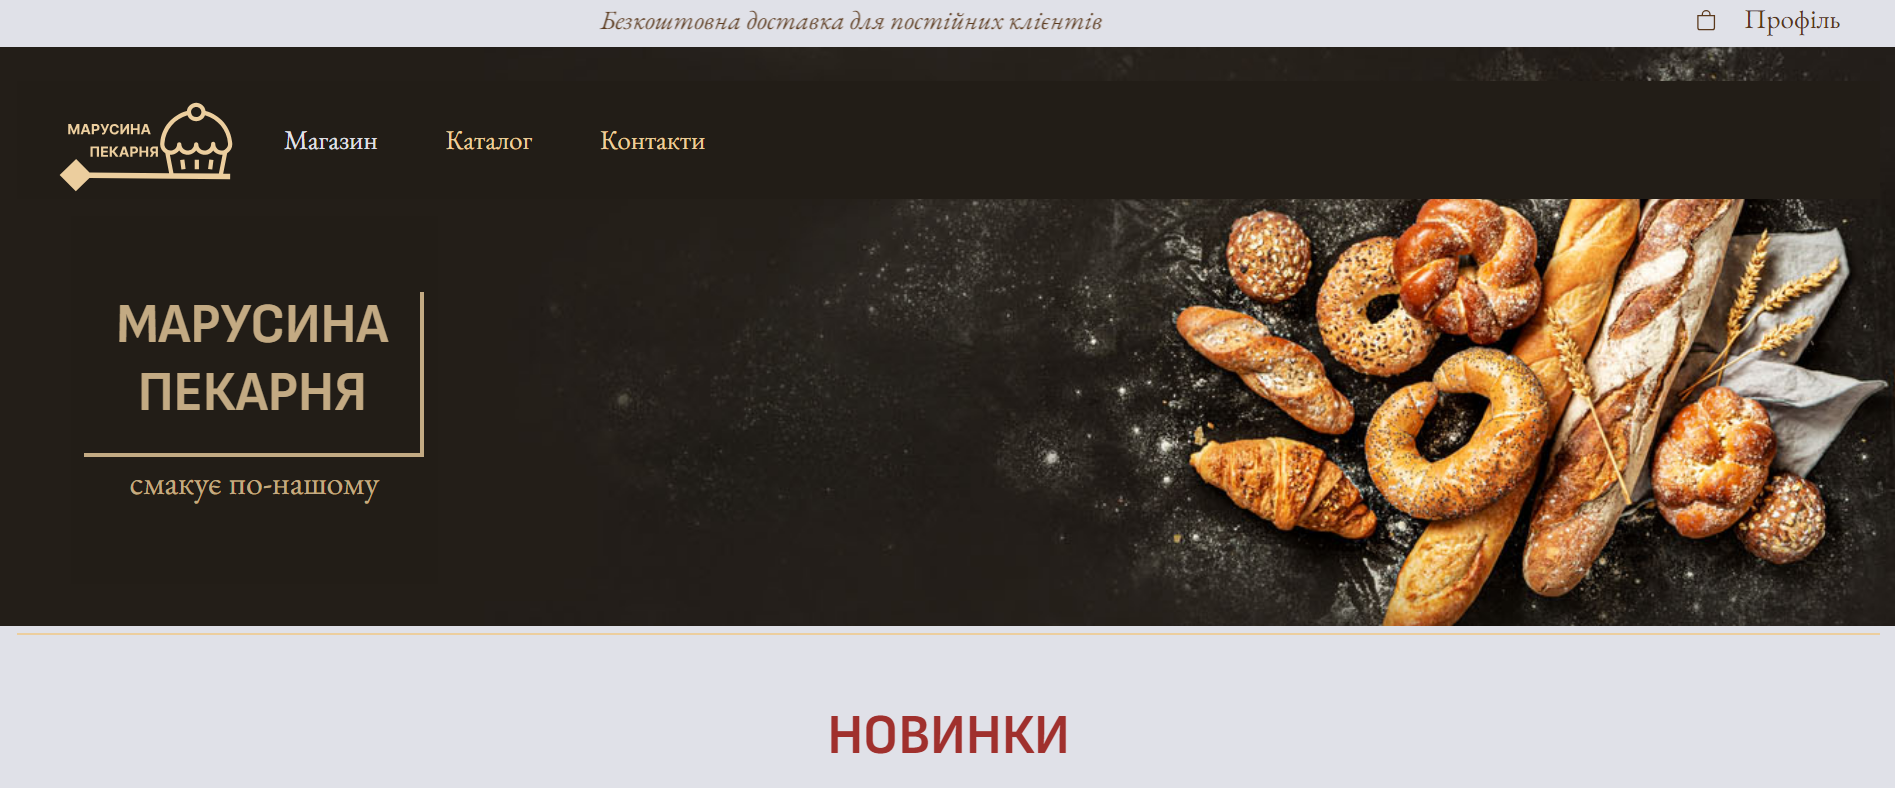 Безкоштовна доставка для постійних клієнтів
Профіль
МАРУСИНА
ПЕКАРНЯ
Магазин
Каталог
Контакти
МАРУСИНА
ПЕКАРНЯ
смакує по-нашому
НОВИНКИ